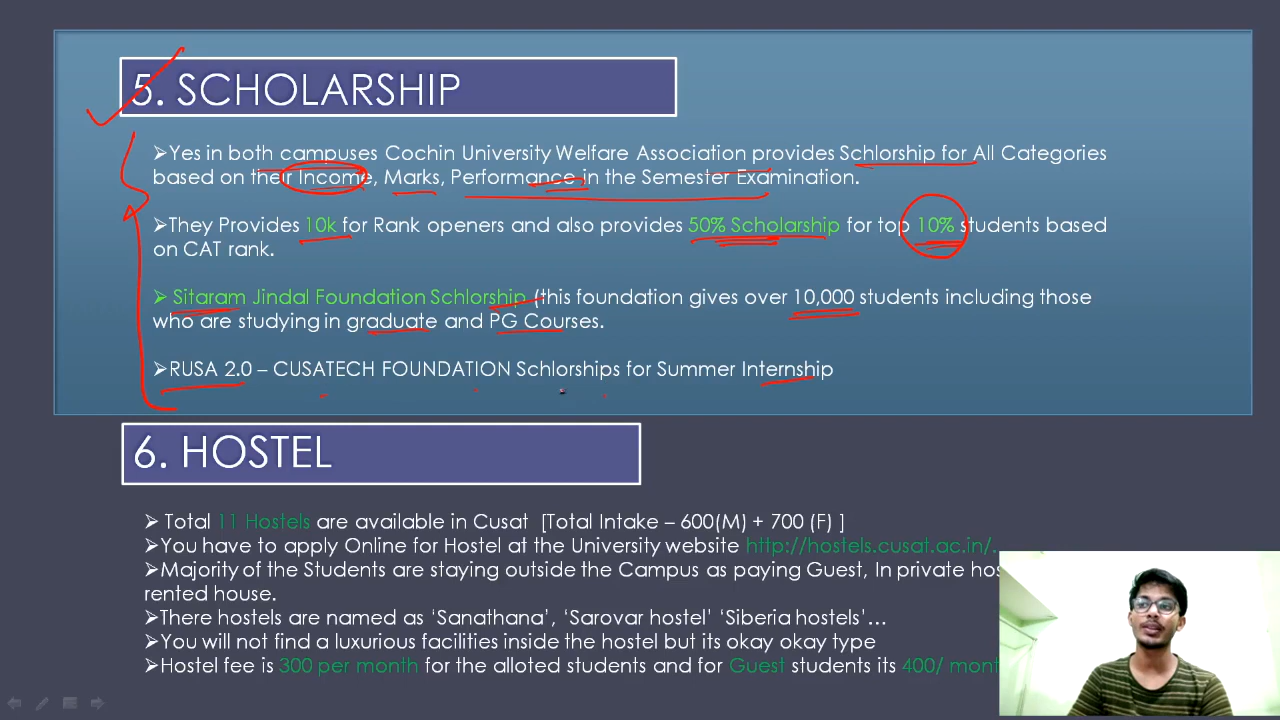 5. SCHOLARSHIP
➢Yes in both campuses Cochin University Welfare Association provides Schlorship for All Categories
based on their Income, Marks, Performance in the Semester Examination.
➢They Provides 10k for Rank openers and also provides 50% Scholarship for top 10% students based
on CAT rank.
➢ Sitaram Jindal Foundation Schlorship (this foundation gives over 10,000 students including those
who are studying in graduate and PG Courses.
➢RUSA 2.0 – CUSATECH FOUNDATION Schlorships for Summer Internship
6. HOSTEL
➢ Total 11 Hostels are available in Cusat [Total Intake – 600(M) + 700 (F) ]
➢You have to apply Online for Hostel at the University website http://hostels.cusat.ac.in/.
➢Majority of the Students are staying outside the Campus as paying Guest, In private
rented house.
➢There hostels are named as ‘Sanathana’, ‘Sarovar hostel’ ‘Siberia hostels’…
➢You will not find a luxurious facilities inside the hostel but its okay okay type
➢Hostel fee is 300 per month for the alloted students and for Guest students its 400/